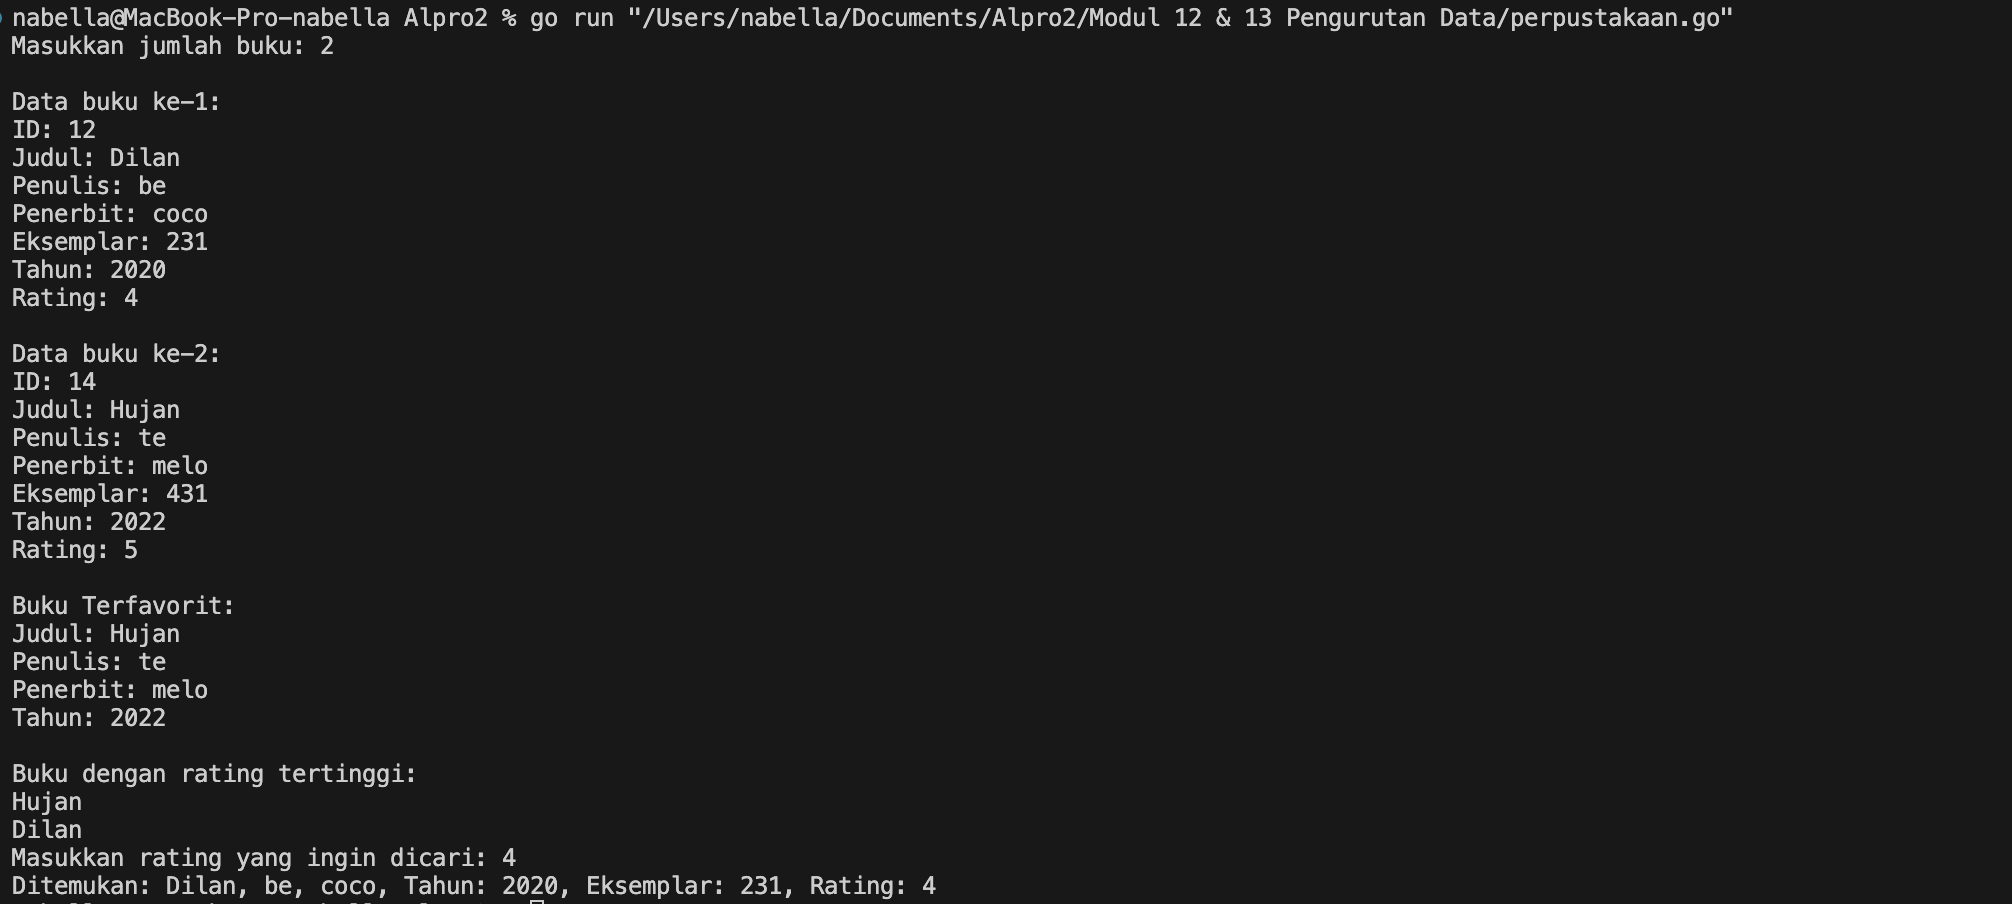 nabella@MacBook-Pro-nabella Alpro2 % go run "/Users/nabella/Documents/Alpro2/Modul 12 & 13 Pengurutan Data/perpustakaan.go"
Masukkan jumlah buku: 2
Data buku ke-1:
ID: 12
Judul: Dilan
Penulis: be
Penerbit: coco
Eksemplar: 231
Tahun: 2020
Rating: 4
Data buku ke-2:
ID: 14
Judul: Hujan
Penulis: te
Penerbit: melo
Eksemplar: 431
Tahun: 2022
Rating: 5
Buku Terfavorit:
Judul: Hujan
Penulis: te
Penerbit: melo
Tahun: 2022
Buku dengan rating tertinggi:
Hujan
Dilan
Masukkan rating yang ingin dicari: 4
Ditemukan: Dilan, be, coco, Tahun: 2020, Eksemplar: 231, Rating: 4